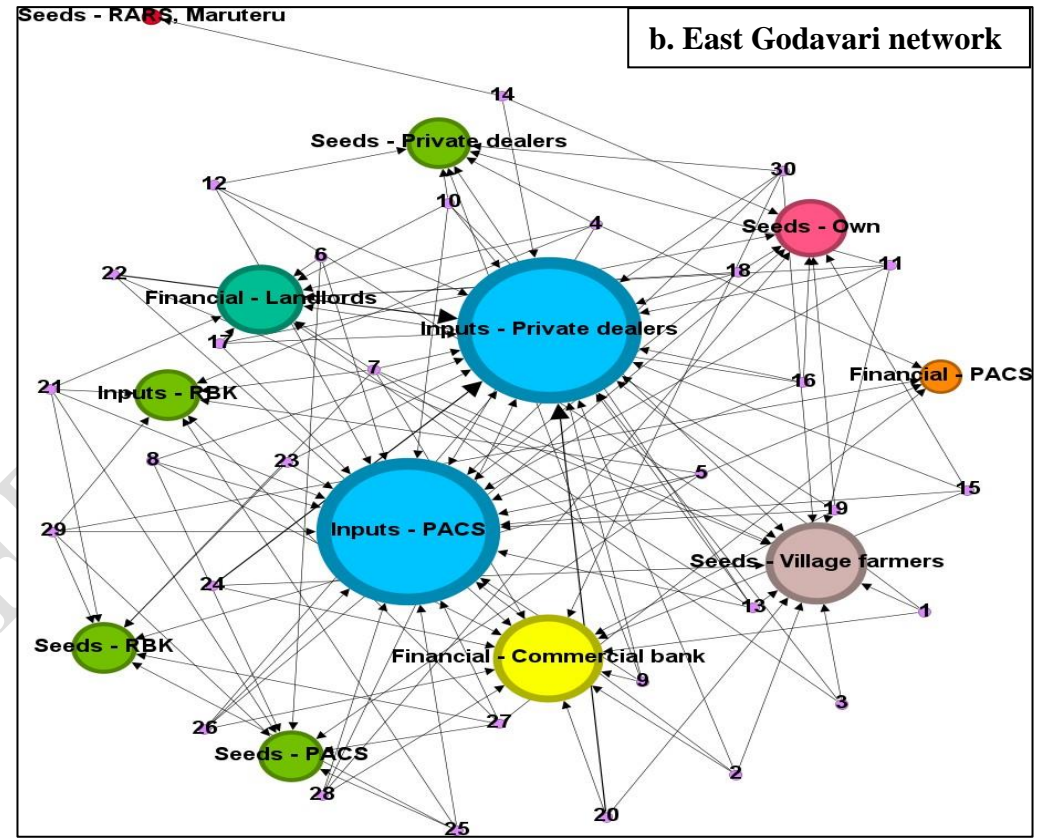 Seeds - RARS, Maruteru
b. East Godavari network
14
Seeds - Private dealers
30
12
10
4
Seeds - Own
6
18
11
22
Financial - Landlords
Inputs - Private dealers
17
7
16
Financial - PACS
21
Inputs - RBK
8
23
5
15
19
29
Inputs - PACS
Seeds - Village farmers
24
13
1
Seeds - RBK
Financial - Commercial bank
9
3
26
27
Seeds - PACS
2
28
20
25